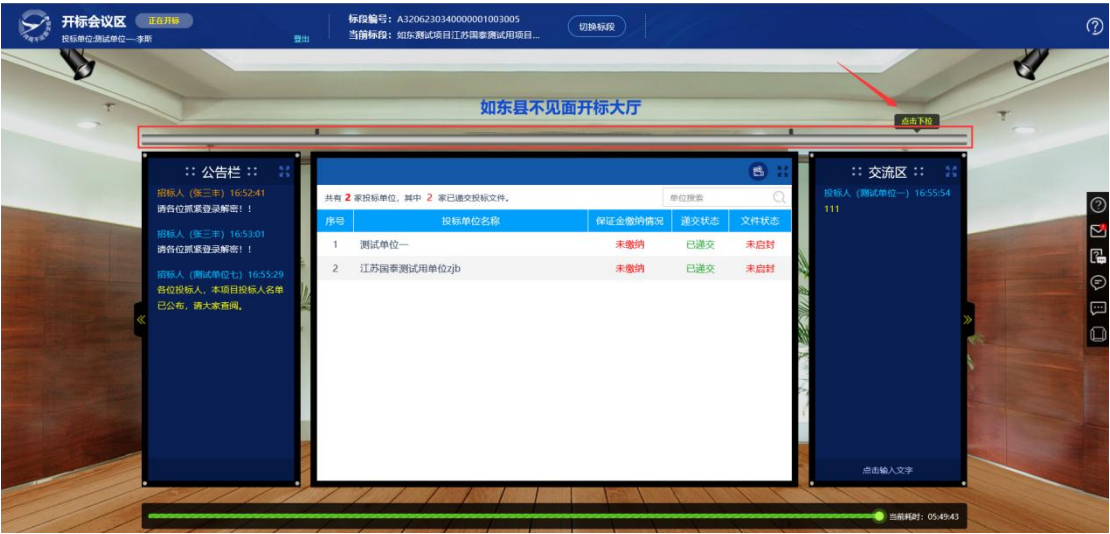 开标会议区 正在开标
投标单位:测试单位一-李斯 登出
标段编号: A3206230340000001003005
当前标段: 如东测试项目江苏国泰测试用项目...
切换标段
如东县不见面开标大厅
点击下拉
:: 公告栏 ::
招标人 (张三丰) 16:52:41
请各位抓紧登录解密! !
招标人 (张三丰) 16:53:01
请各位抓紧登录解密! !
招标人 (测试单位七) 16:55:29
各位投标人, 本项目投标人名单
已公布, 请大家查阅。
共有 2 家投标单位, 其中 2 家已递交投标文件。
单位搜索
序号 投标单位名称 保证金缴纳情况 递交状态 文件状态
1 测试单位一 未缴纳 已递交 未启封
2 江苏国泰测试用单位zjb 未缴纳 已递交 未启封
:: 交流区 ::
投标人 (测试单位一) 16:55:54
111
点击输入文字
当前耗时: 05:49:43